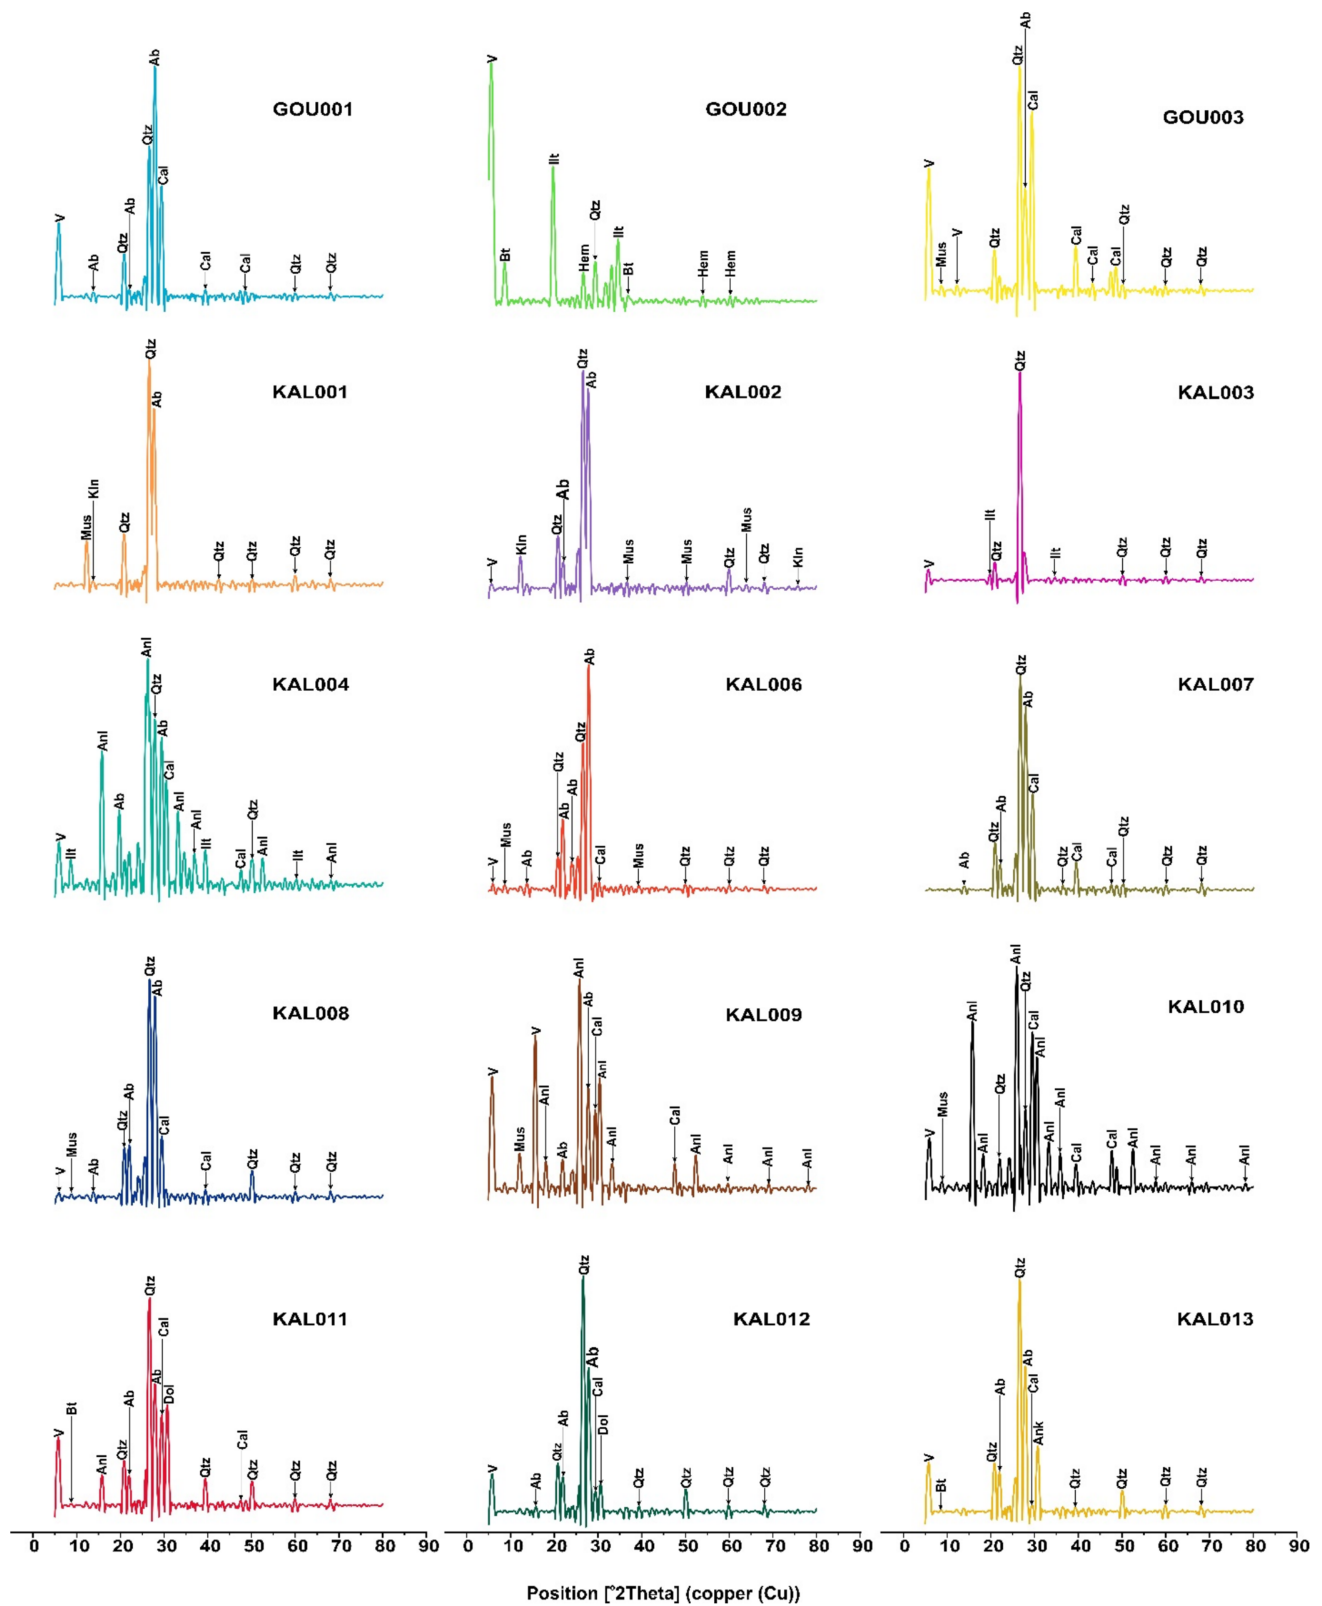 GOU001
V
Ab
Qtz
Ab
Qtz
Ab
Cal
Cal
Cal
Qtz
Qtz
GOU002
V
Bt
Ilt
Hem
Qtz
Ilt
Bt
Hem
Hem
GOU003
V
Mus
V
Qtz
Qtz
Ab
Cal
Cal
Cal
Cal
Qtz
Qtz
Qtz
KAL001
Mus
Kln
Qtz
Qtz
Ab
Qtz
Qtz
Qtz
Qtz
KAL002
V
Kln
Qtz
Ab
Qtz
Ab
Mus
Mus
Qtz
Mus
Qtz
Kln
KAL003
V
Ilt
Qtz
Qtz
Ilt
Qtz
Qtz
Qtz
KAL004
V
Ilt
Anl
Ab
Anl
Qtz
Ab
Cal
Anl
Anl
Ilt
Cal
Qtz
Anl
Ilt
Anl
KAL006
V
Mus
Ab
Qtz
Ab
Ab
Qtz
Ab
Cal
Mus
Qtz
Qtz
Qtz
KAL007
Ab
Qtz
Ab
Qtz
Ab
Cal
Qtz
Cal
Cal
Qtz
Qtz
Qtz
KAL008
V
Mus
Ab
Qtz
Ab
Qtz
Ab
Cal
Cal
Qtz
Qtz
Qtz
KAL009
V
Mus
V
Anl
Ab
Anl
Ab
Cal
Anl
Anl
Cal
Anl
Anl
Anl
Anl
KAL010
V
Mus
Anl
Anl
Qtz
Anl
Qtz
Cal
Anl
Anl
Anl
Cal
Cal
Anl
Anl
Anl
Anl
KAL011
V
Bt
Anl
Qtz
Ab
Qtz
Ab
Cal
Dol
Qtz
Cal
Qtz
Qtz
Qtz
KAL012
V
Ab
Qtz
Ab
Qtz
Ab
Cal
Dol
Qtz
Qtz
Qtz
Qtz
KAL013
V
Bt
Qtz
Ab
Qtz
Ab
Cal
Ank
Qtz
Qtz
Qtz
Qtz
0 10 20 30 40 50 60 70 80 90
10 20 30 40 50 60 70 80 90
0 10 20 30 40 50 60 70 80 90
Position [°2Theta] (copper (Cu))